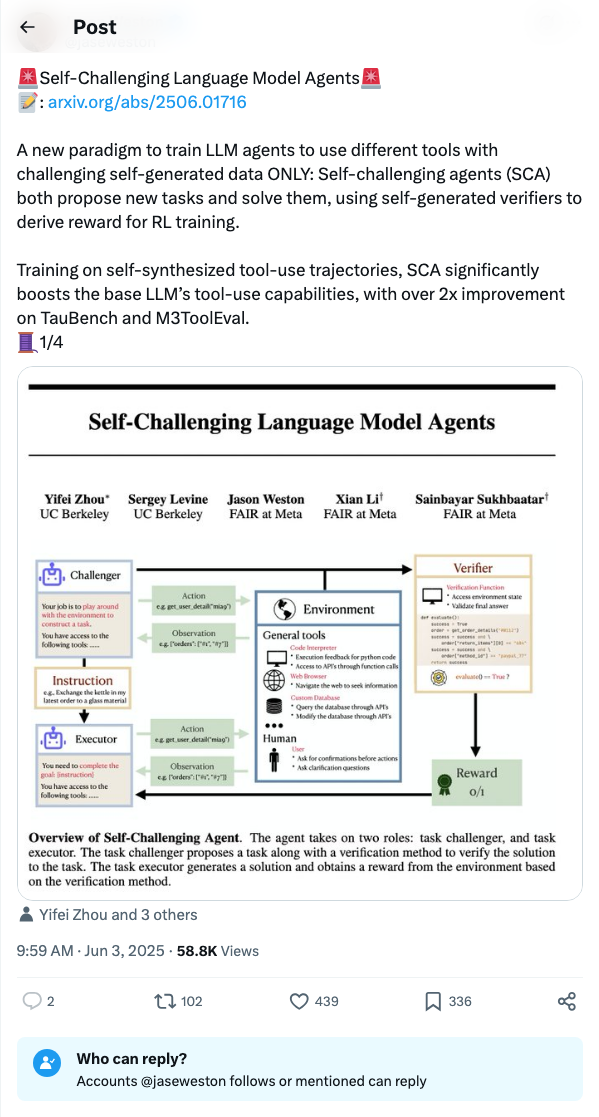 Post
🚨Self-Challenging Language Model Agents🚨
📝: arxiv.org/abs/2506.01716
A new paradigm to train LLM agents to use different tools with
challenging self-generated data ONLY: Self-challenging agents (SCA)
both propose new tasks and solve them, using self-generated verifiers to
derive reward for RL training.
Training on self-synthesized tool-use trajectories, SCA significantly
boosts the base LLM's tool-use capabilities, with over 2x improvement
on TauBench and M3ToolEval.
🧵1/4
Self-Challenging Language Model Agents
Yifei Zhou* Sergey Levine Jason Weston Xian Li† Sainbayar Sukhbaatar†
UC Berkeley UC Berkeley FAIR at Meta FAIR at Meta FAIR at Meta
Challenger
Your job is to play around
with the environment to
construct a task.
You have access to the
following tools: ......
Instruction
e.g., Exchange the kettle in my
latest order to a glass material
Executor
You need to complete the
goal: {instruction}
You have access to the
following tools: ......
Action
e.g. get_user_detail("mia9")
Observation
e.g. {"orders": ["#1", "#7"]}
Action
e.g. get_user_detail("mia9")
Observation
e.g. {"orders": ["#1", "#7"]}
Environment
General tools
Code Interpreter
* Execution feedback for python code
* Access to API's through function calls
Web Browser
* Navigate the web to seek information
Custom Database
* Query the database through API's
* Modify the database through API's
Human
User
* Ask for confirmations before actions
* Ask clarification questions
Verifier
Verification Function
* Access environment state
* Validate final answer
def evaluate():
success = True
success = success and \
success = success and \
return success
evaluate() == True ?
Reward
0/1
Overview of Self-Challenging Agent. The agent takes on two roles: task challenger, and task
executor. The task challenger proposes a task along with a verification method to verify the solution
to the task. The task executor generates a solution and obtains a reward from the environment based
on the verification method.
Yifei Zhou and 3 others
9:59 AM · Jun 3, 2025 · 58.8K Views
2 102 439 336
Who can reply?
Accounts @jaseweston follows or mentioned can reply